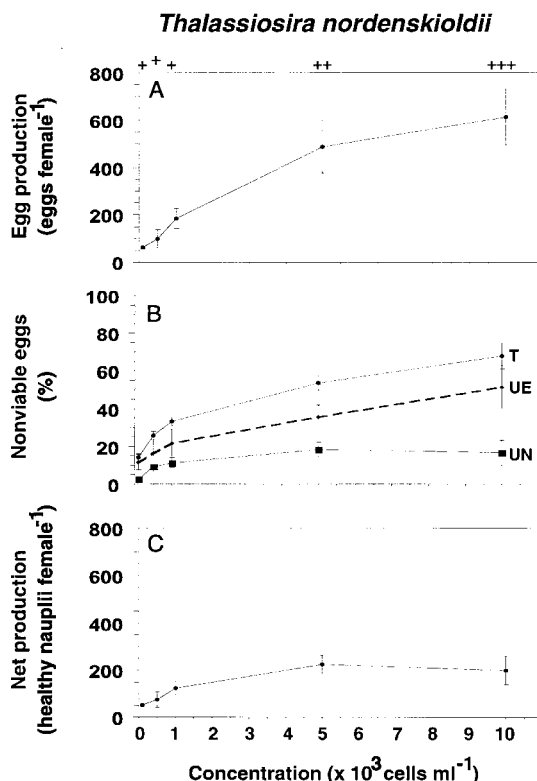 Thalassiosira nordenskioldii
+ + + ++ +++
A
Egg production
(eggs female⁻¹)
800
600
400
200
0
B
Nonviable eggs
(%)
100
80
60
40
20
0
T
UE
UN
C
Net production
(healthy nauplii female⁻¹)
800
600
400
200
0
0 1 2 3 4 5 6 7 8 9 10
Concentration (x 10³ cells ml⁻¹)